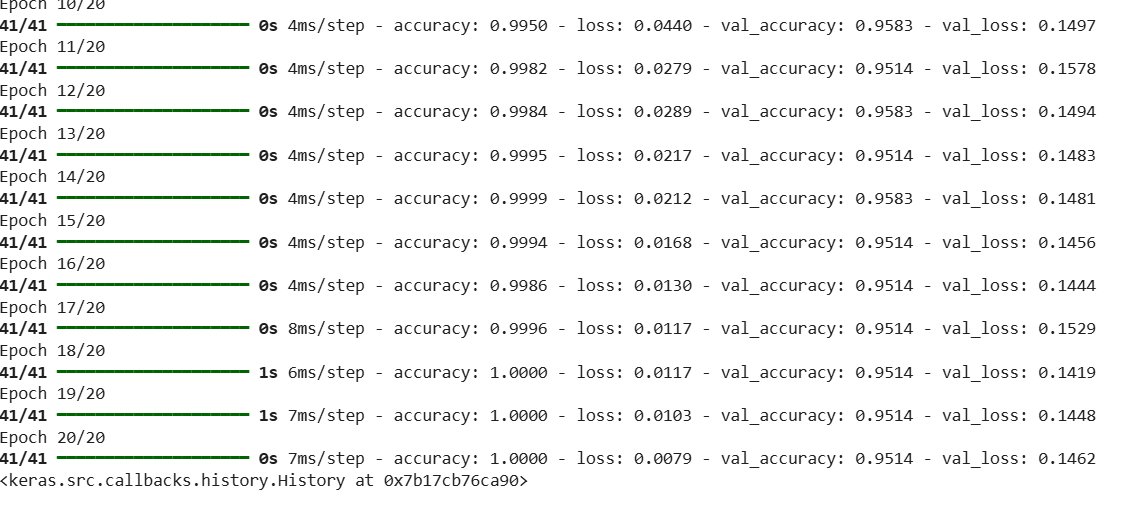 Epoch 10/20
41/41 ━━━━━━━━━━━━━━━━━━━━ 0s 4ms/step - accuracy: 0.9950 - loss: 0.0440 - val_accuracy: 0.9583 - val_loss: 0.1497
Epoch 11/20
41/41 ━━━━━━━━━━━━━━━━━━━━ 0s 4ms/step - accuracy: 0.9982 - loss: 0.0279 - val_accuracy: 0.9514 - val_loss: 0.1578
Epoch 12/20
41/41 ━━━━━━━━━━━━━━━━━━━━ 0s 4ms/step - accuracy: 0.9984 - loss: 0.0289 - val_accuracy: 0.9583 - val_loss: 0.1494
Epoch 13/20
41/41 ━━━━━━━━━━━━━━━━━━━━ 0s 4ms/step - accuracy: 0.9995 - loss: 0.0217 - val_accuracy: 0.9514 - val_loss: 0.1483
Epoch 14/20
41/41 ━━━━━━━━━━━━━━━━━━━━ 0s 4ms/step - accuracy: 0.9999 - loss: 0.0212 - val_accuracy: 0.9583 - val_loss: 0.1481
Epoch 15/20
41/41 ━━━━━━━━━━━━━━━━━━━━ 0s 4ms/step - accuracy: 0.9994 - loss: 0.0168 - val_accuracy: 0.9514 - val_loss: 0.1456
Epoch 16/20
41/41 ━━━━━━━━━━━━━━━━━━━━ 0s 4ms/step - accuracy: 0.9986 - loss: 0.0130 - val_accuracy: 0.9514 - val_loss: 0.1444
Epoch 17/20
41/41 ━━━━━━━━━━━━━━━━━━━━ 0s 8ms/step - accuracy: 0.9996 - loss: 0.0117 - val_accuracy: 0.9514 - val_loss: 0.1529
Epoch 18/20
41/41 ━━━━━━━━━━━━━━━━━━━━ 1s 6ms/step - accuracy: 1.0000 - loss: 0.0117 - val_accuracy: 0.9514 - val_loss: 0.1419
Epoch 19/20
41/41 ━━━━━━━━━━━━━━━━━━━━ 1s 7ms/step - accuracy: 1.0000 - loss: 0.0103 - val_accuracy: 0.9514 - val_loss: 0.1448
Epoch 20/20
41/41 ━━━━━━━━━━━━━━━━━━━━ 0s 7ms/step - accuracy: 1.0000 - loss: 0.0079 - val_accuracy: 0.9514 - val_loss: 0.1462
<keras.src.callbacks.history.History at 0x7b17cb76ca90>